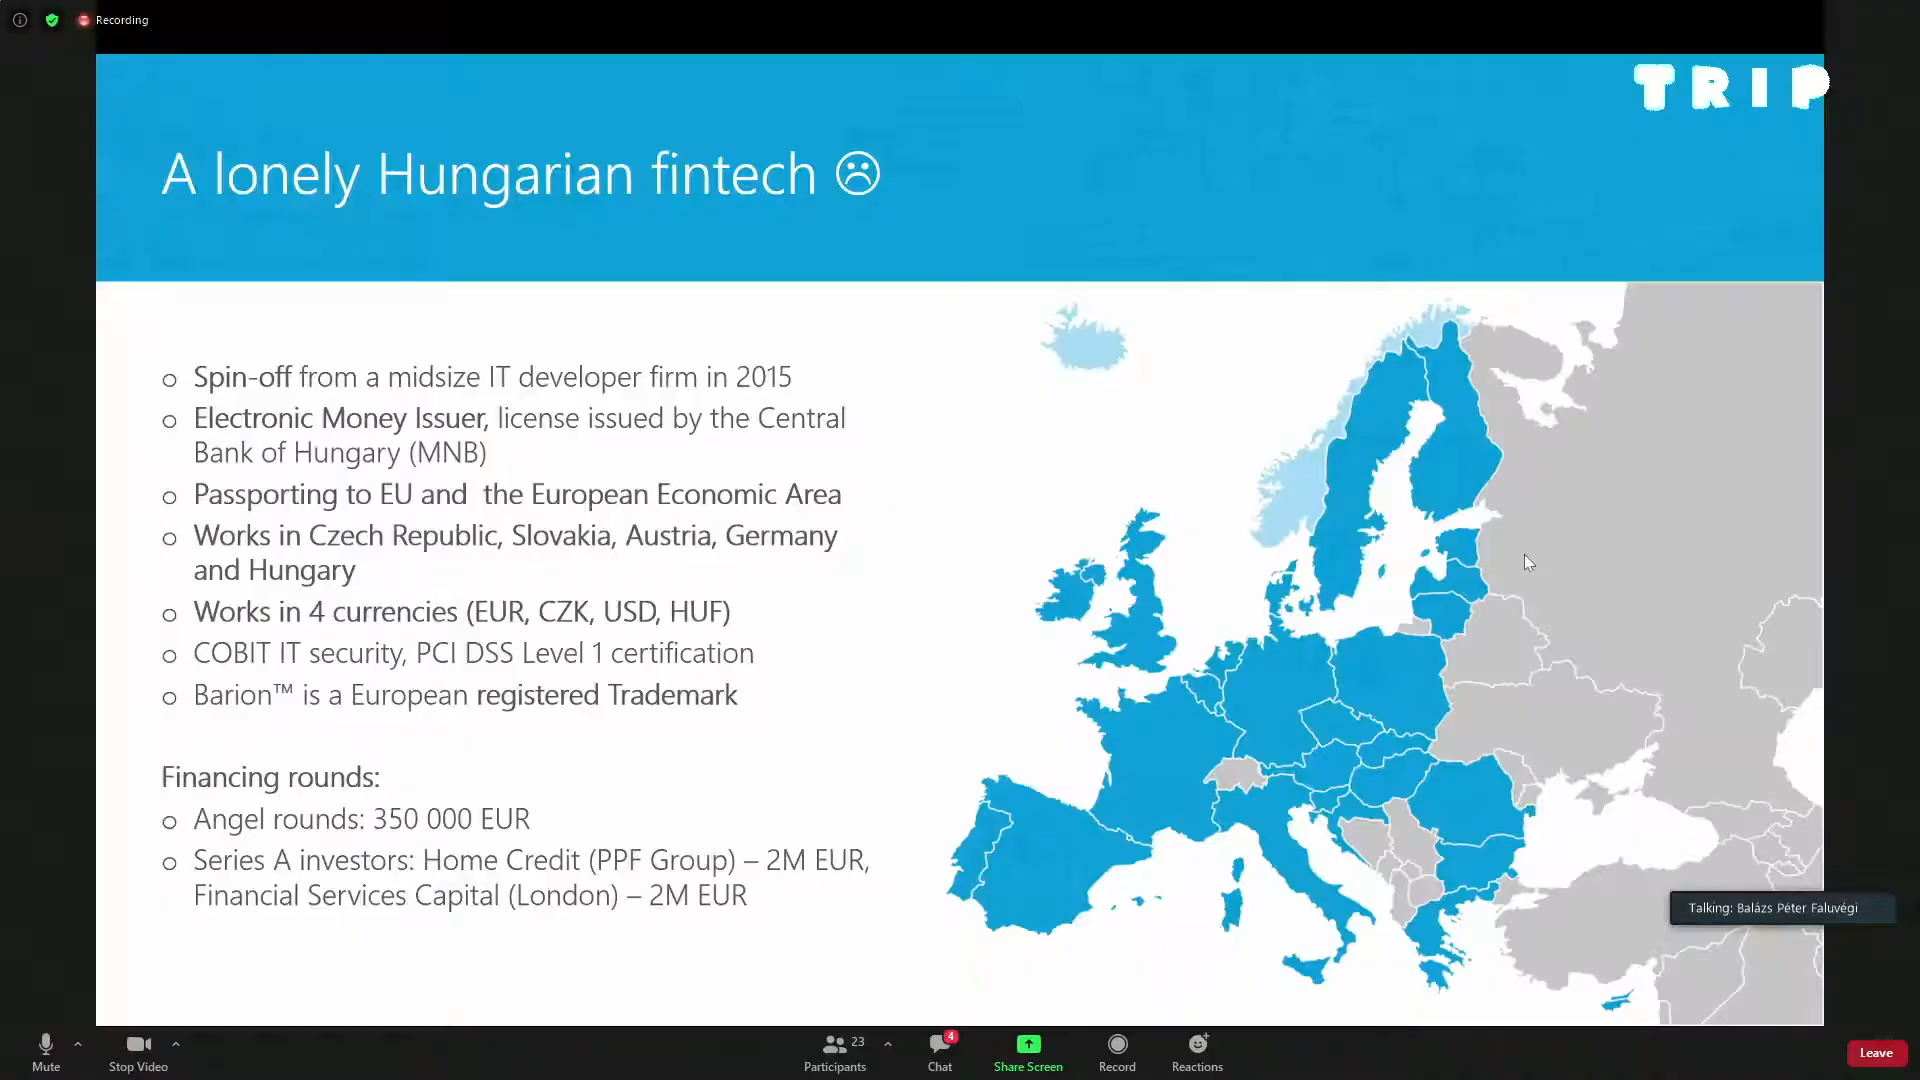 Recording
TRIP
A lonely Hungarian fintech ☹
o Spin-off from a midsize IT developer firm in 2015
o Electronic Money Issuer, license issued by the Central
Bank of Hungary (MNB)
o Passporting to EU and the European Economic Area
o Works in Czech Republic, Slovakia, Austria, Germany
and Hungary
o Works in 4 currencies (EUR, CZK, USD, HUF)
o COBIT IT security, PCI DSS Level 1 certification
o Barion™ is a European registered Trademark
Financing rounds:
o Angel rounds: 350 000 EUR
o Series A investors: Home Credit (PPF Group) – 2M EUR,
Financial Services Capital (London) – 2M EUR
Talking: Balázs Péter Faluvégi
Mute
Stop Video
23
Participants
4
Chat
Share Screen
Record
Reactions
Leave